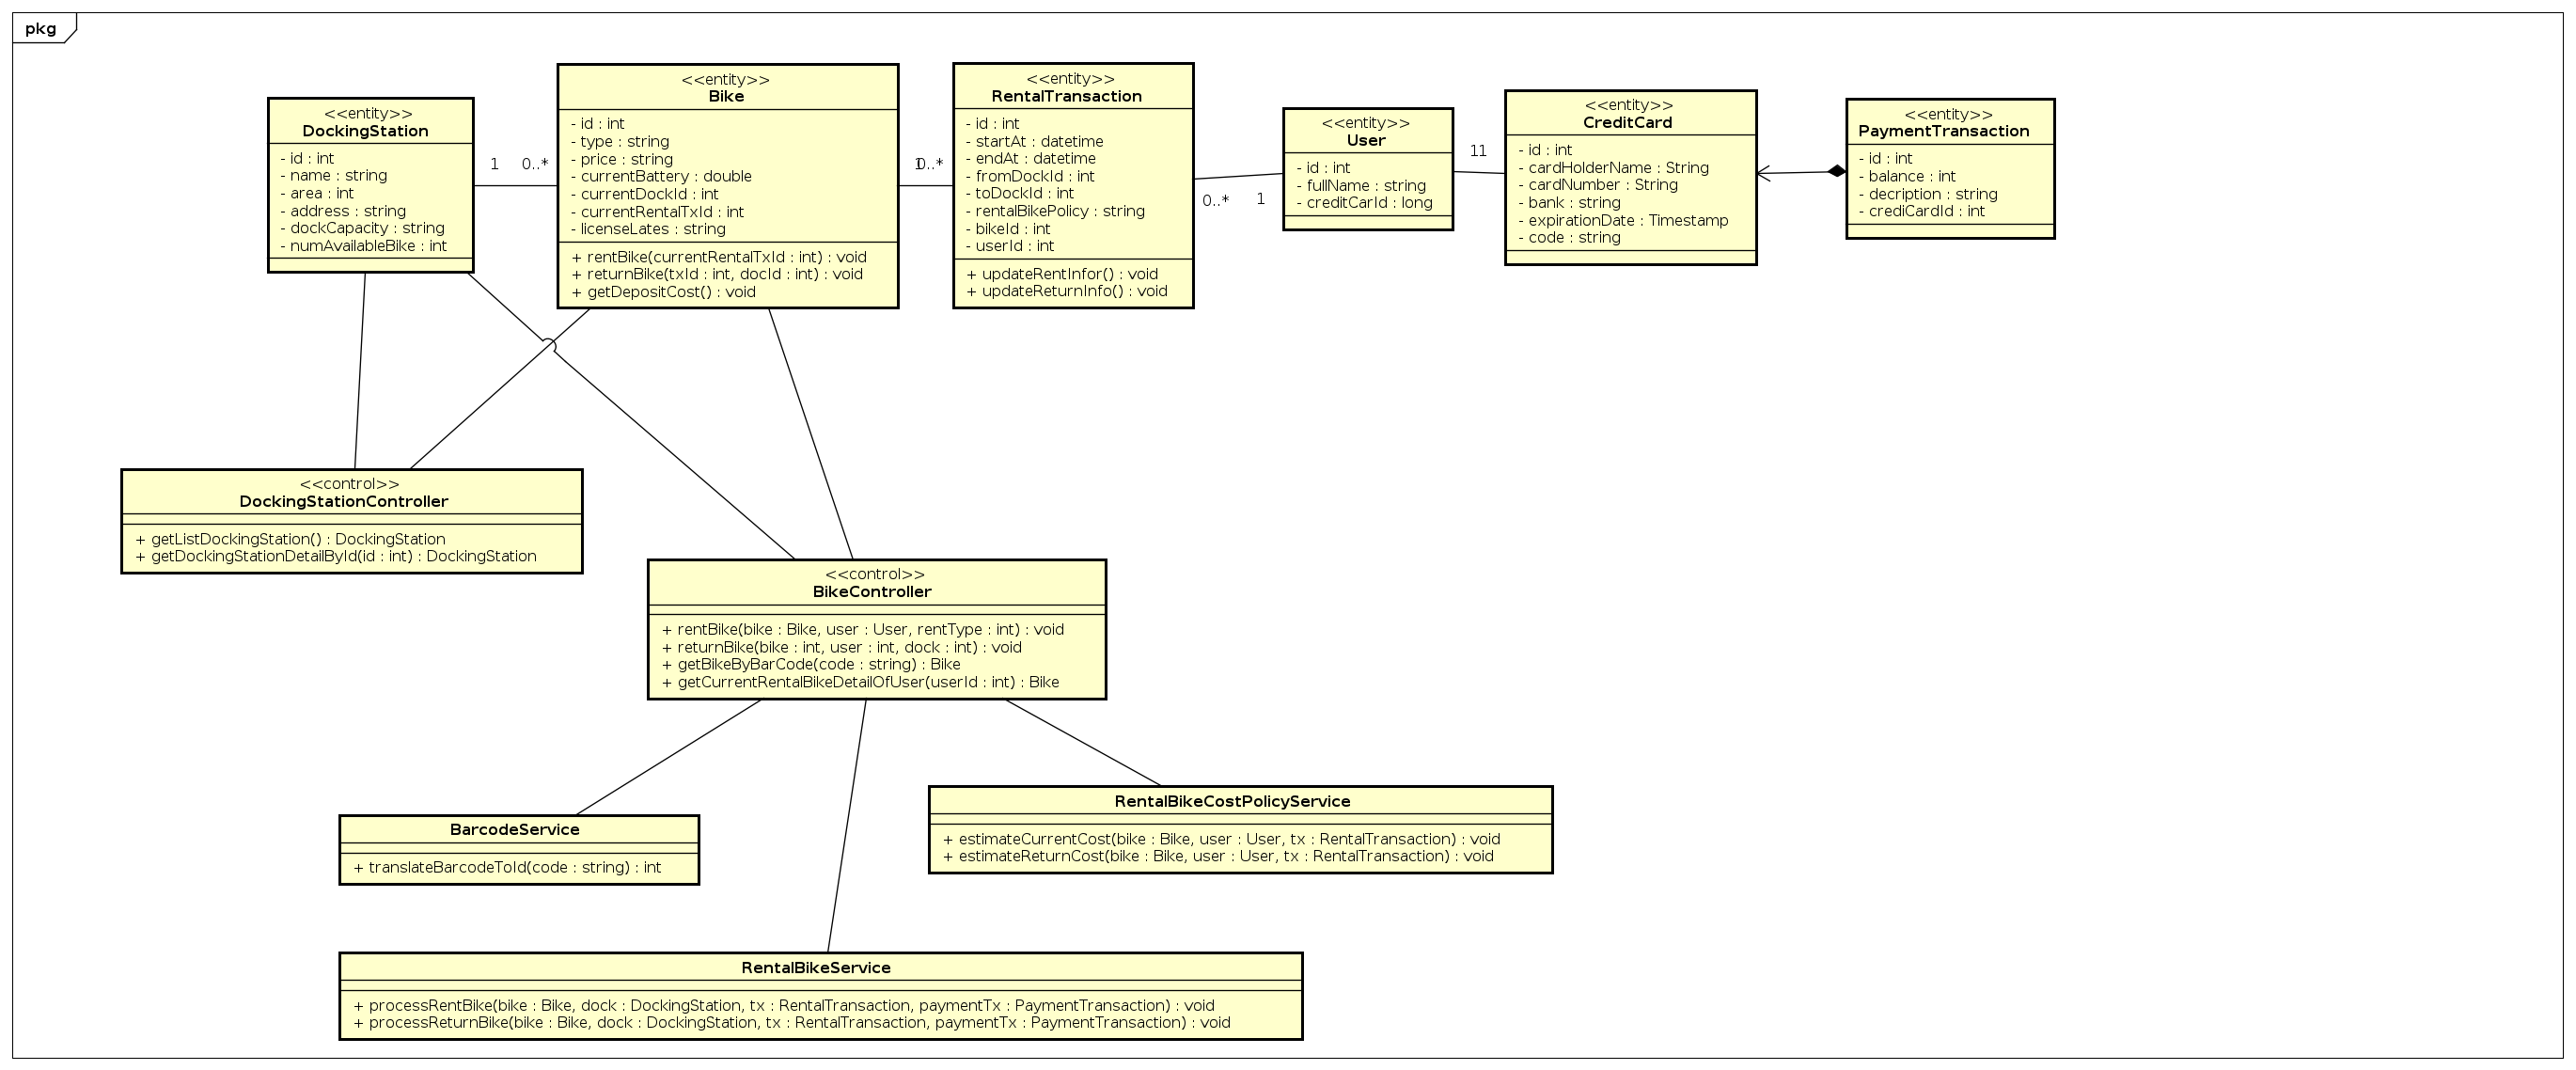 pkg
<<entity>>
DockingStation
- id : int
- name : string
- area : int
- address : string
- dockCapacity : string
- numAvailableBike : int
1
0..*
<<entity>>
Bike
- id : int
- type : string
- price : string
- currentBattery : double
- currentDockId : int
- currentRentalTxId : int
- licenseLates : string
+ rentBike(currentRentalTxId : int) : void
+ returnBike(txId : int, docId : int) : void
+ getDepositCost() : void
1
0..*
<<entity>>
RentalTransaction
- id : int
- startAt : datetime
- endAt : datetime
- fromDockId : int
- toDockId : int
- rentalBikePolicy : string
- bikeId : int
- userId : int
+ updateRentInfor() : void
+ updateReturnInfo() : void
0..*
1
<<entity>>
User
- id : int
- fullName : string
- creditCarId : long
1
1
<<entity>>
CreditCard
- id : int
- cardHolderName : String
- cardNumber : String
- bank : string
- expirationDate : Timestamp
- code : string
<<entity>>
PaymentTransaction
- id : int
- balance : int
- decription : string
- crediCardId : int
<<control>>
DockingStationController
+ getListDockingStation() : DockingStation
+ getDockingStationDetailById(id : int) : DockingStation
<<control>>
BikeController
+ rentBike(bike : Bike, user : User, rentType : int) : void
+ returnBike(bike : int, user : int, dock : int) : void
+ getBikeByBarCode(code : string) : Bike
+ getCurrentRentalBikeDetailOfUser(userId : int) : Bike
BarcodeService
+ translateBarcodeToId(code : string) : int
RentalBikeCostPolicyService
+ estimateCurrentCost(bike : Bike, user : User, tx : RentalTransaction) : void
+ estimateReturnCost(bike : Bike, user : User, tx : RentalTransaction) : void
RentalBikeService
+ processRentBike(bike : Bike, dock : DockingStation, tx : RentalTransaction, paymentTx : PaymentTransaction) : void
+ processReturnBike(bike : Bike, dock : DockingStation, tx : RentalTransaction, paymentTx : PaymentTransaction) : void